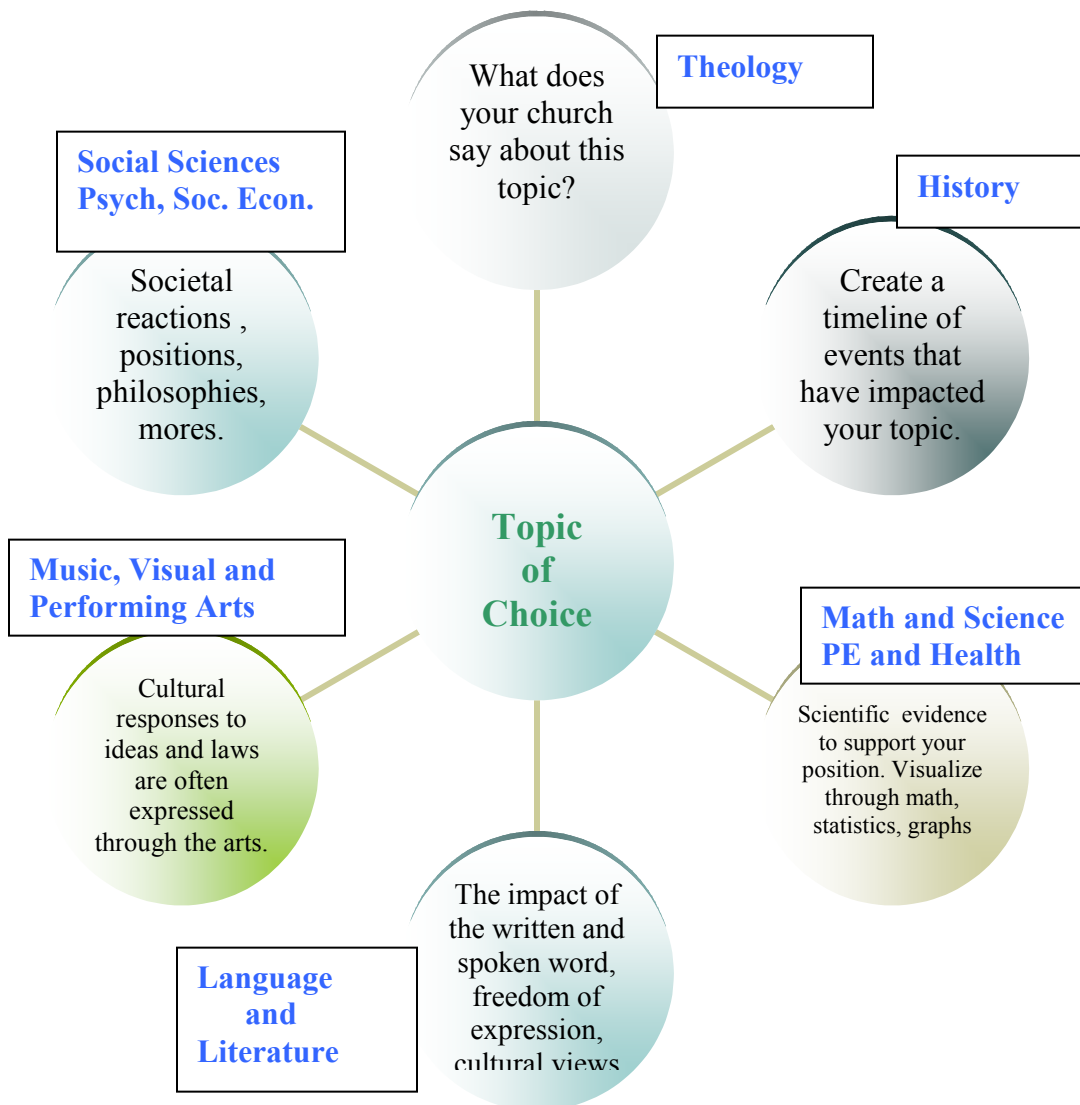 Theology
What does
your church
say about this
topic?
History
Create a
timeline of
events that
have impacted
your topic.
Math and Science
PE and Health
Scientific evidence
to support your
position. Visualize
through math,
statistics, graphs
Language
and
Literature
The impact of
the written and
spoken word,
freedom of
expression,
cultural views
Music, Visual and
Performing Arts
Cultural
responses to
ideas and laws
are often
expressed
through the arts.
Social Sciences
Psych, Soc. Econ.
Societal
reactions ,
positions,
philosophies,
mores.
Topic
of
Choice